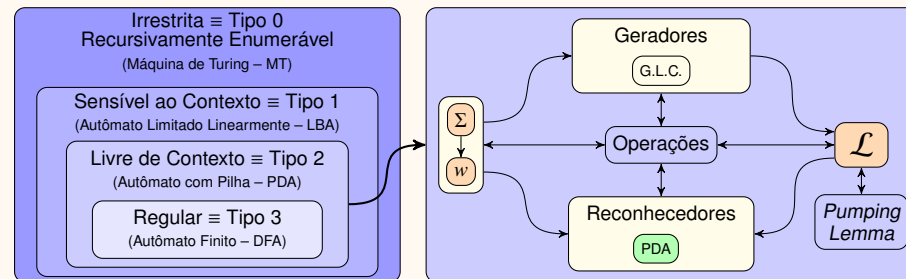 Irrestrita ≡ Tipo 0
Recursivamente Enumerável
(Máquina de Turing – MT)
Sensível ao Contexto ≡ Tipo 1
(Autômato Limitado Linearmente – LBA)
Livre de Contexto ≡ Tipo 2
(Autômato com Pilha – PDA)
Regular ≡ Tipo 3
(Autômato Finito – DFA)
Σ
w
Geradores
G.L.C.
Operações
Reconhecedores
PDA
ℒ
Pumping
Lemma